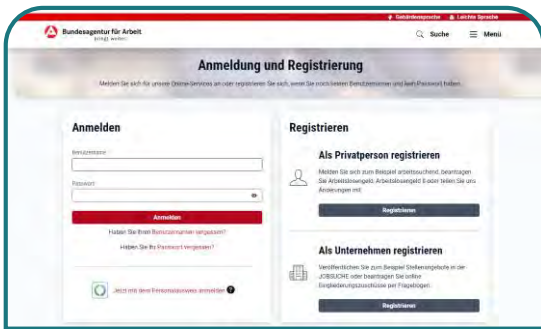 Gebärdensprache Leichte Sprache
Bundesagentur für Arbeit
bringt weiter.
Suche Menü
Anmeldung und Registrierung
Melden Sie sich für unsere Online-Services an oder registrieren Sie sich, wenn Sie noch keinen Benutzernamen und kein Passwort haben.
Anmelden
Benutzername
Passwort
Anmelden
Haben Sie Ihren Benutzernamen vergessen?
Haben Sie Ihr Passwort vergessen?
Jetzt mit dem Personalausweis anmelden ?
Registrieren
Als Privatperson registrieren
Melden Sie sich zum Beispiel arbeitsuchend, beantragen
Sie Arbeitslosengeld, Arbeitslosengeld II oder teilen Sie uns
Änderungen mit.
Registrieren
Als Unternehmen registrieren
Veröffentlichen Sie zum Beispiel Stellenangebote in der
JOBSUCHE oder beantragen Sie online
Eingliederungszuschüsse per Fragebogen.
Registrieren